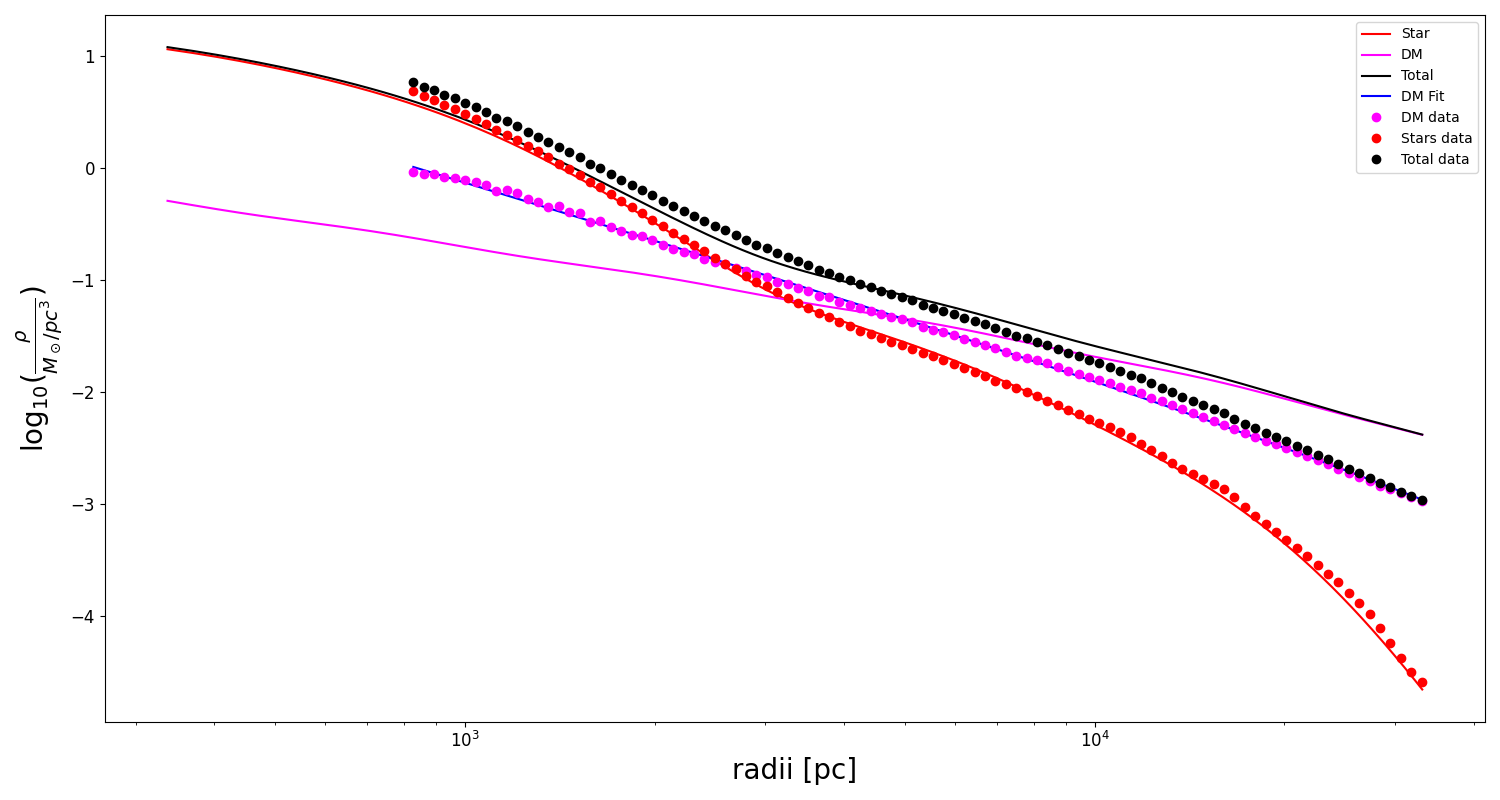 1
0
−1
−2
−3
−4
log10(ρ / M⊙/pc³)
Star
DM
Total
DM Fit
DM data
Stars data
Total data
10³
10⁴
radii [pc]